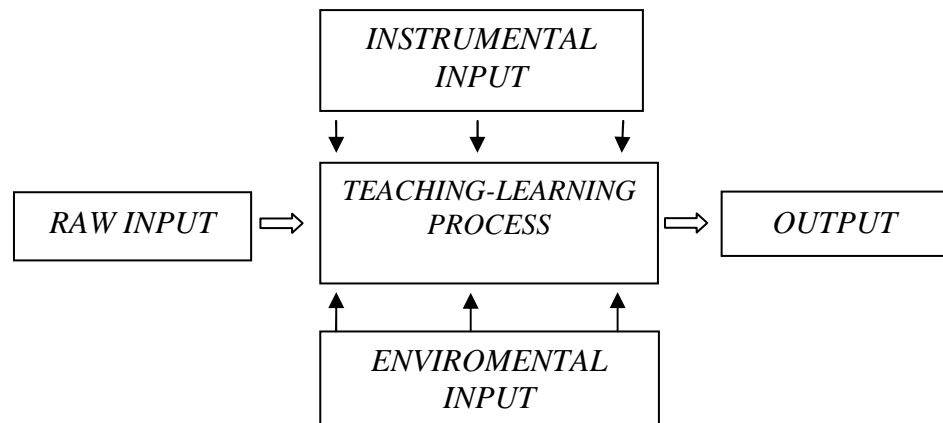 INSTRUMENTAL
INPUT
TEACHING-LEARNING
PROCESS
RAW INPUT
OUTPUT
ENVIROMENTAL
INPUT